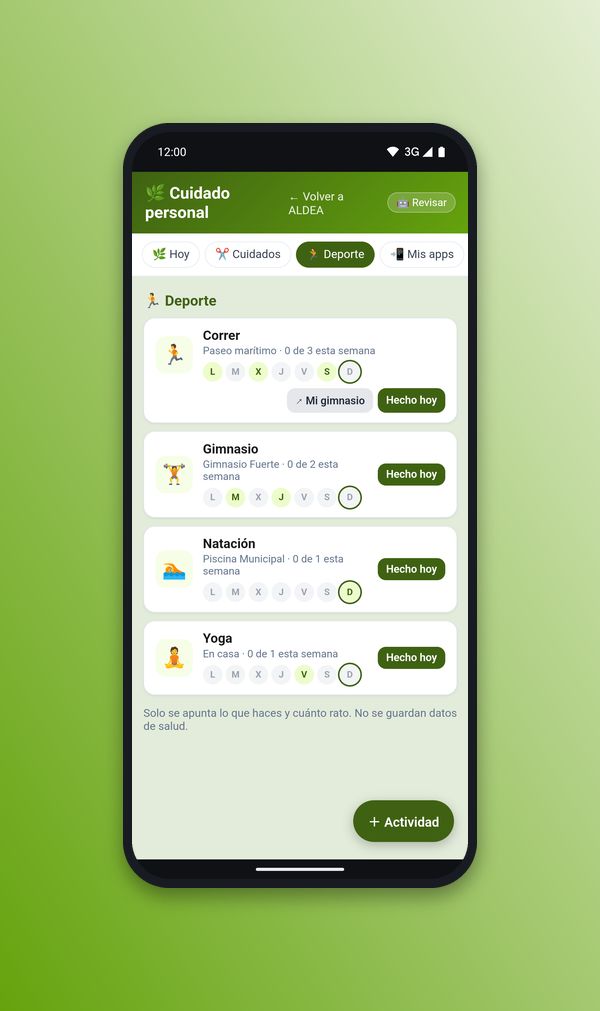 12:00
3G
🌿 Cuidado
personal
← Volver a
ALDEA
🤖 Revisar
🌿 Hoy
✂️ Cuidados
🏃 Deporte
📲 Mis apps
🏃 Deporte
Correr
Paseo marítimo · 0 de 3 esta semana
L M X J V S D
↗ Mi gimnasio
Hecho hoy
Gimnasio
Gimnasio Fuerte · 0 de 2 esta
semana
L M X J V S D
Hecho hoy
Natación
Piscina Municipal · 0 de 1 esta
semana
L M X J V S D
Hecho hoy
Yoga
En casa · 0 de 1 esta semana
L M X J V S D
Hecho hoy
Solo se apunta lo que haces y cuánto rato. No se guardan datos
de salud.
+ Actividad